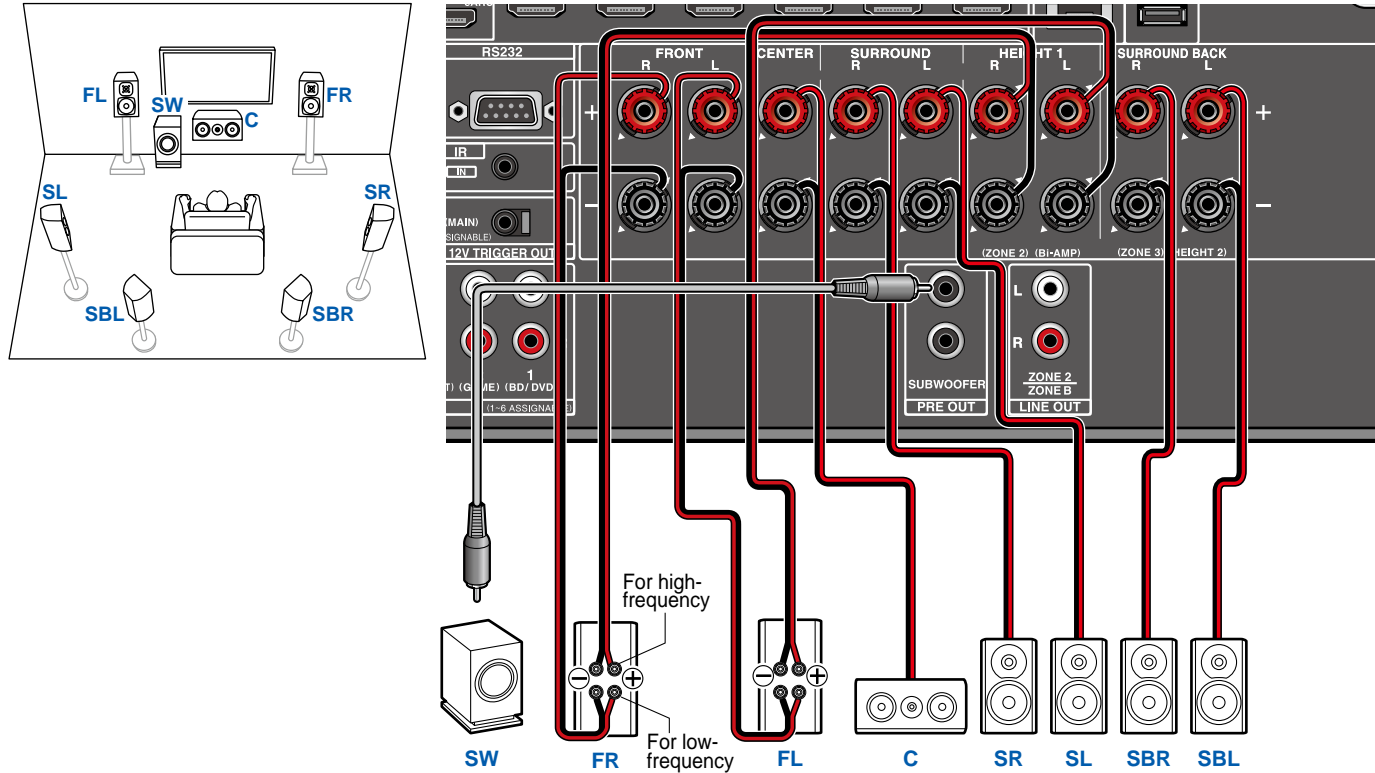 FL
SW
C
FR
SL
SR
SBL
SBR
RS232
FRONT
R
L
CENTER
SURROUND
R
L
HEIGHT 1
R
L
SURROUND BACK
R
L
+
+
IR
IN
−
−
(MAIN)
SIGNABLE)
12V TRIGGER OUT
(ZONE 2) (Bi-AMP)
(ZONE 3)
HEIGHT 2)
L
R
1
T) (GAME) (BD/DVD
(1~6 ASSIGNABLE)
SUBWOOFER
PRE OUT
ZONE 2
ZONE B
LINE OUT
For high-
frequency
− +
− +
For low-
frequency
SW
FR
FL
C
SR
SL
SBR
SBL